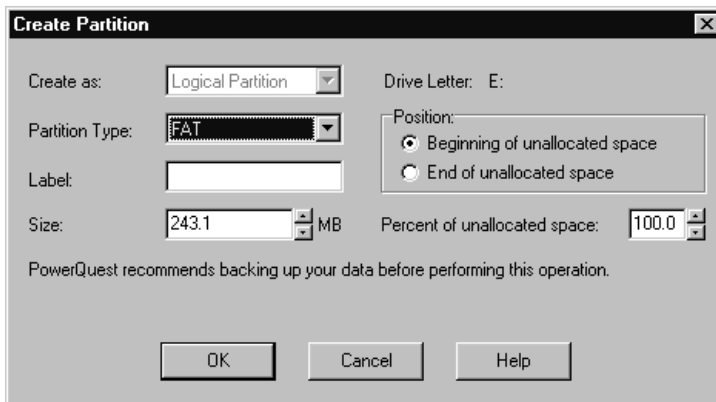 Create Partition
Create as: Logical Partition Drive Letter: E:
Partition Type: FAT
Position:
Beginning of unallocated space
End of unallocated space
Label:
Size: 243.1 MB Percent of unallocated space: 100.0
PowerQuest recommends backing up your data before performing this operation.
OK Cancel Help